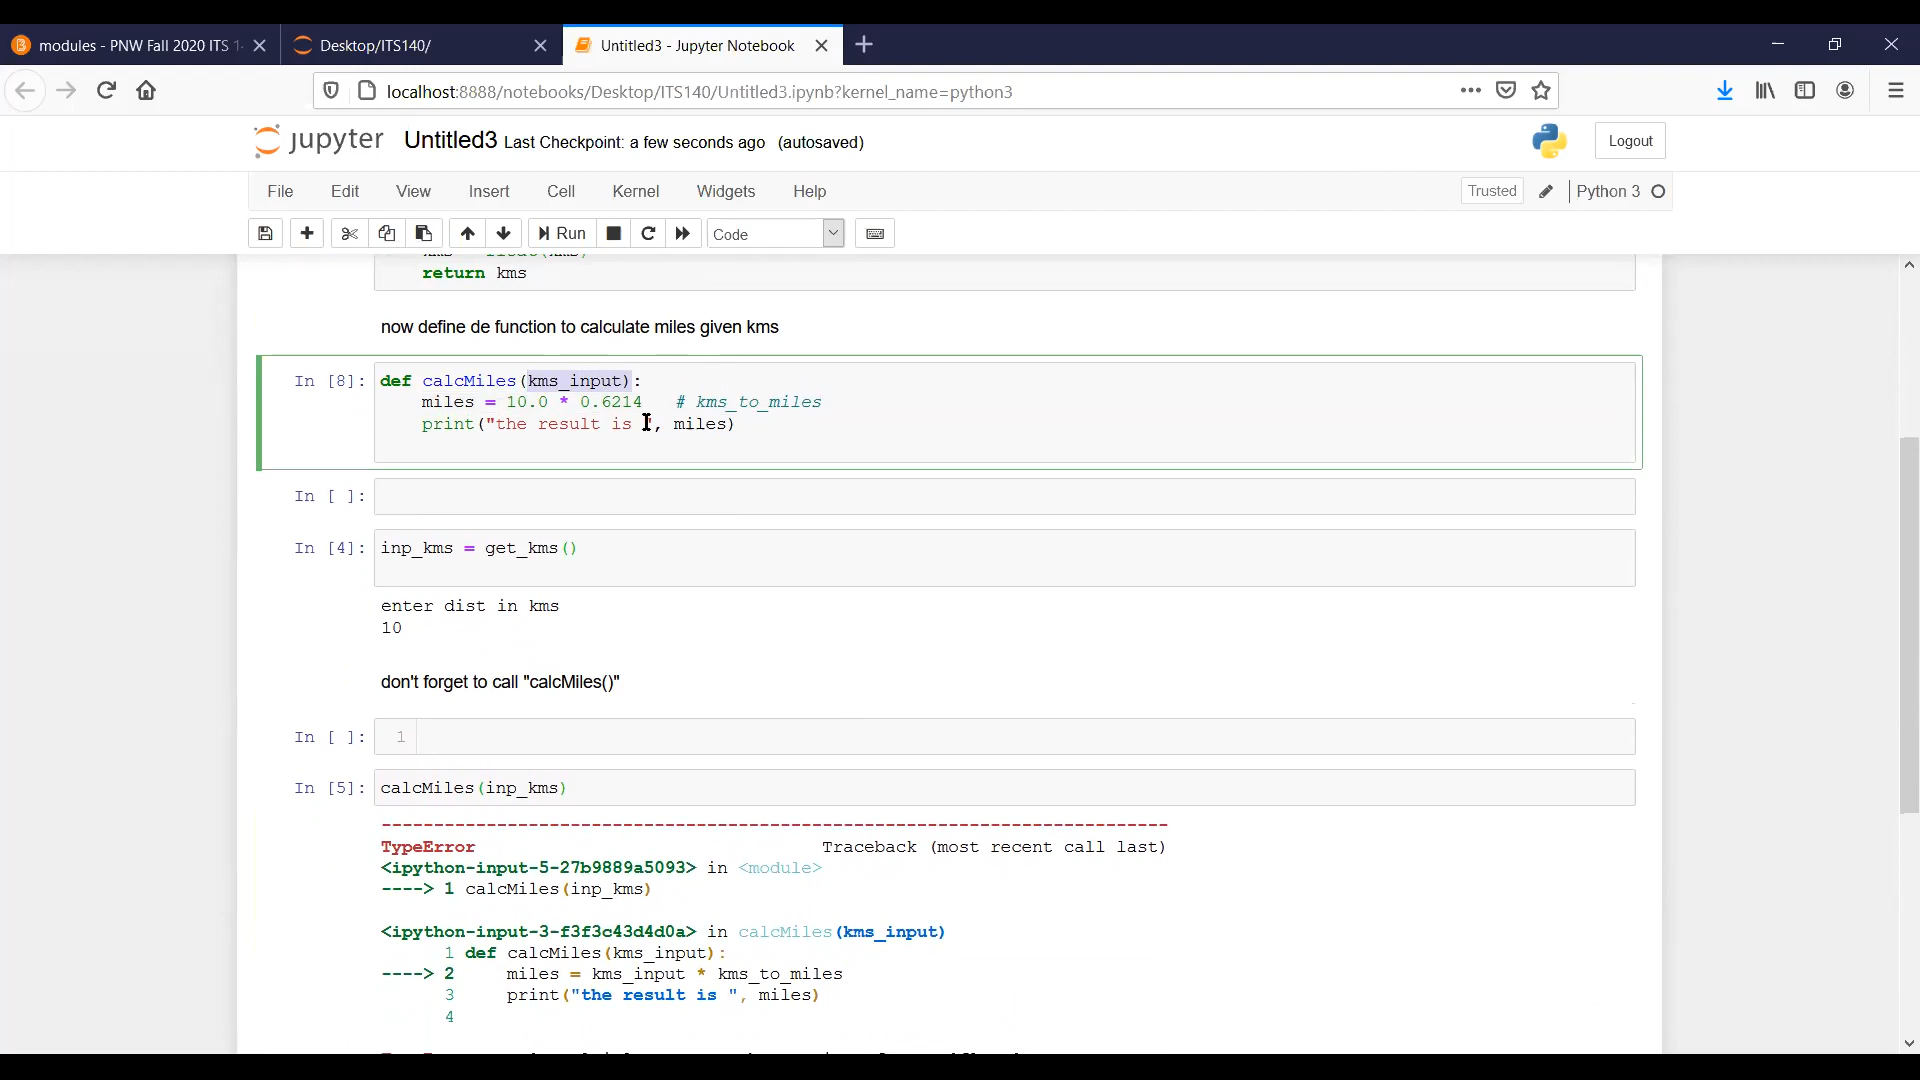 modules - PNW Fall 2020 ITS 1
Desktop/ITS140/
Untitled3 - Jupyter Notebook
localhost:8888/notebooks/Desktop/ITS140/Untitled3.ipynb?kernel_name=python3
jupyter Untitled3 Last Checkpoint: a few seconds ago (autosaved)
Logout
File Edit View Insert Cell Kernel Widgets Help
Trusted
Python 3
Run
Code
return kms
now define de function to calculate miles given kms
In [8]: def calcMiles(kms_input):
miles = 10.0 * 0.6214 # kms_to_miles
print("the result is ", miles)
In [ ]:
In [4]: inp_kms = get_kms()
enter dist in kms
10
don't forget to call "calcMiles()"
In [ ]: 1
In [5]: calcMiles(inp_kms)
---------------------------------------------------------------------------
TypeError Traceback (most recent call last)
<ipython-input-5-27b9889a5093> in <module>
----> 1 calcMiles(inp_kms)
<ipython-input-3-f3f3c43d4d0a> in calcMiles(kms_input)
1 def calcMiles(kms_input):
----> 2 miles = kms_input * kms_to_miles
3 print("the result is ", miles)
4